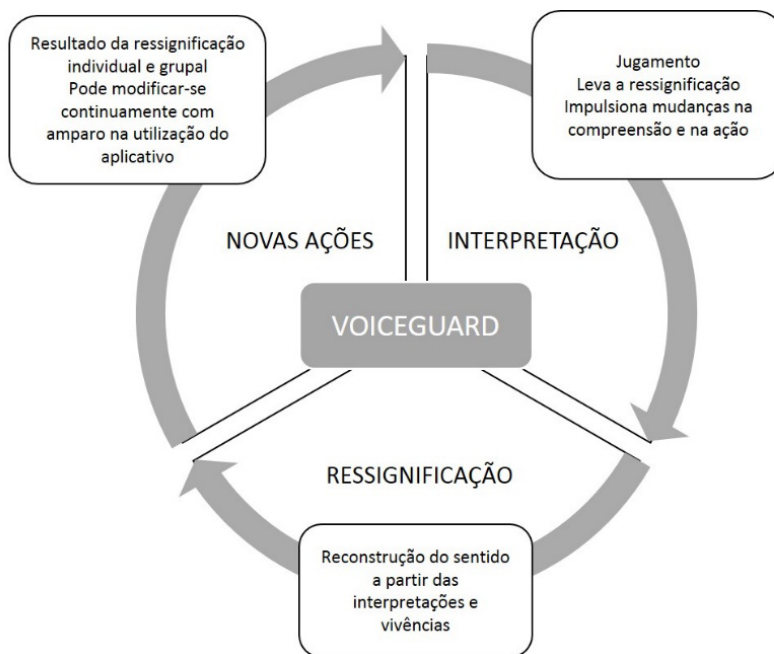 Resultado da ressignificação
individual e grupal
Pode modificar-se
continuamente com
amparo na utilização do
aplicativo
Jugamento
Leva a ressignificação
Impulsiona mudanças na
compreensão e na ação
NOVAS AÇÕES
INTERPRETAÇÃO
VOICEGUARD
RESSIGNIFICAÇÃO
Reconstrução do sentido
a partir das
interpretações e
vivências